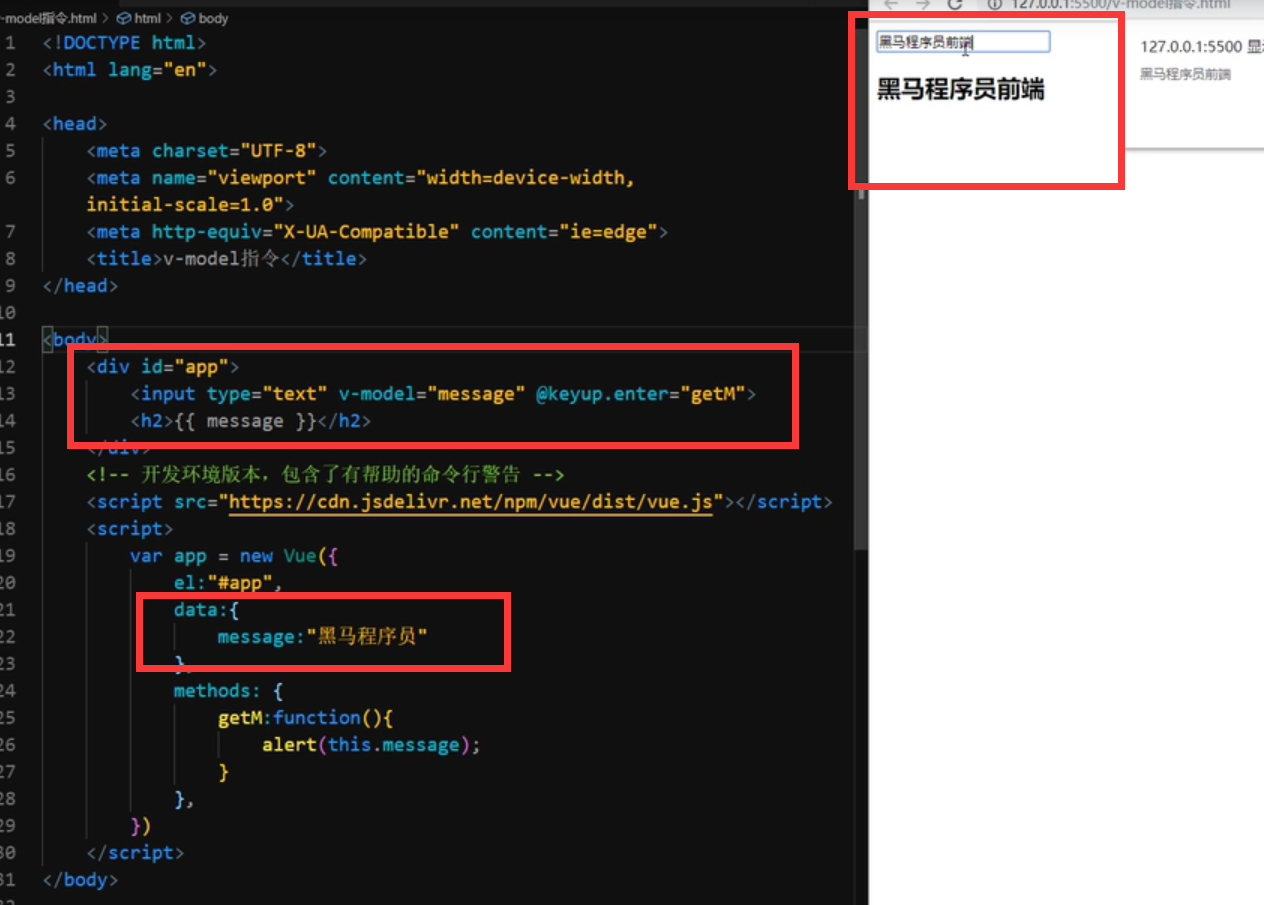 -model指令.html > html > body
1 <!DOCTYPE html>
2 <html lang="en">
3
4 <head>
5 <meta charset="UTF-8">
6 <meta name="viewport" content="width=device-width,
initial-scale=1.0">
7 <meta http-equiv="X-UA-Compatible" content="ie=edge">
8 <title>v-model指令</title>
9 </head>
10
11 <body>
12 <div id="app">
13 <input type="text" v-model="message" @keyup.enter="getM">
14 <h2>{{ message }}</h2>
15 </div>
16 <!-- 开发环境版本，包含了有帮助的命令行警告 -->
17 <script src="https://cdn.jsdelivr.net/npm/vue/dist/vue.js"></script>
18 <script>
19 var app = new Vue({
20 el:"#app",
21 data:{
22 message:"黑马程序员"
23 },
24 methods: {
25 getM:function(){
26 alert(this.message);
27 }
28 },
29 })
30 </script>
31 </body>
127.0.0.1:5500/v-model指令.html
黑马程序员前端
黑马程序员前端
127.0.0.1:5500 显
黑马程序员前端